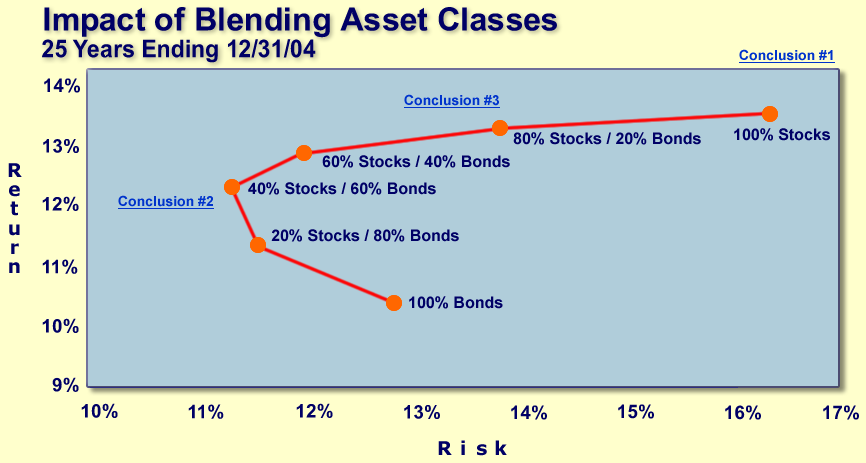 Impact of Blending Asset Classes
25 Years Ending 12/31/04
Conclusion #1
14%
Conclusion #3
13%
80% Stocks / 20% Bonds
100% Stocks
60% Stocks / 40% Bonds
Return
40% Stocks / 60% Bonds
12%
Conclusion #2
20% Stocks / 80% Bonds
11%
100% Bonds
10%
9%
10% 11% 12% 13% 14% 15% 16% 17%
Risk